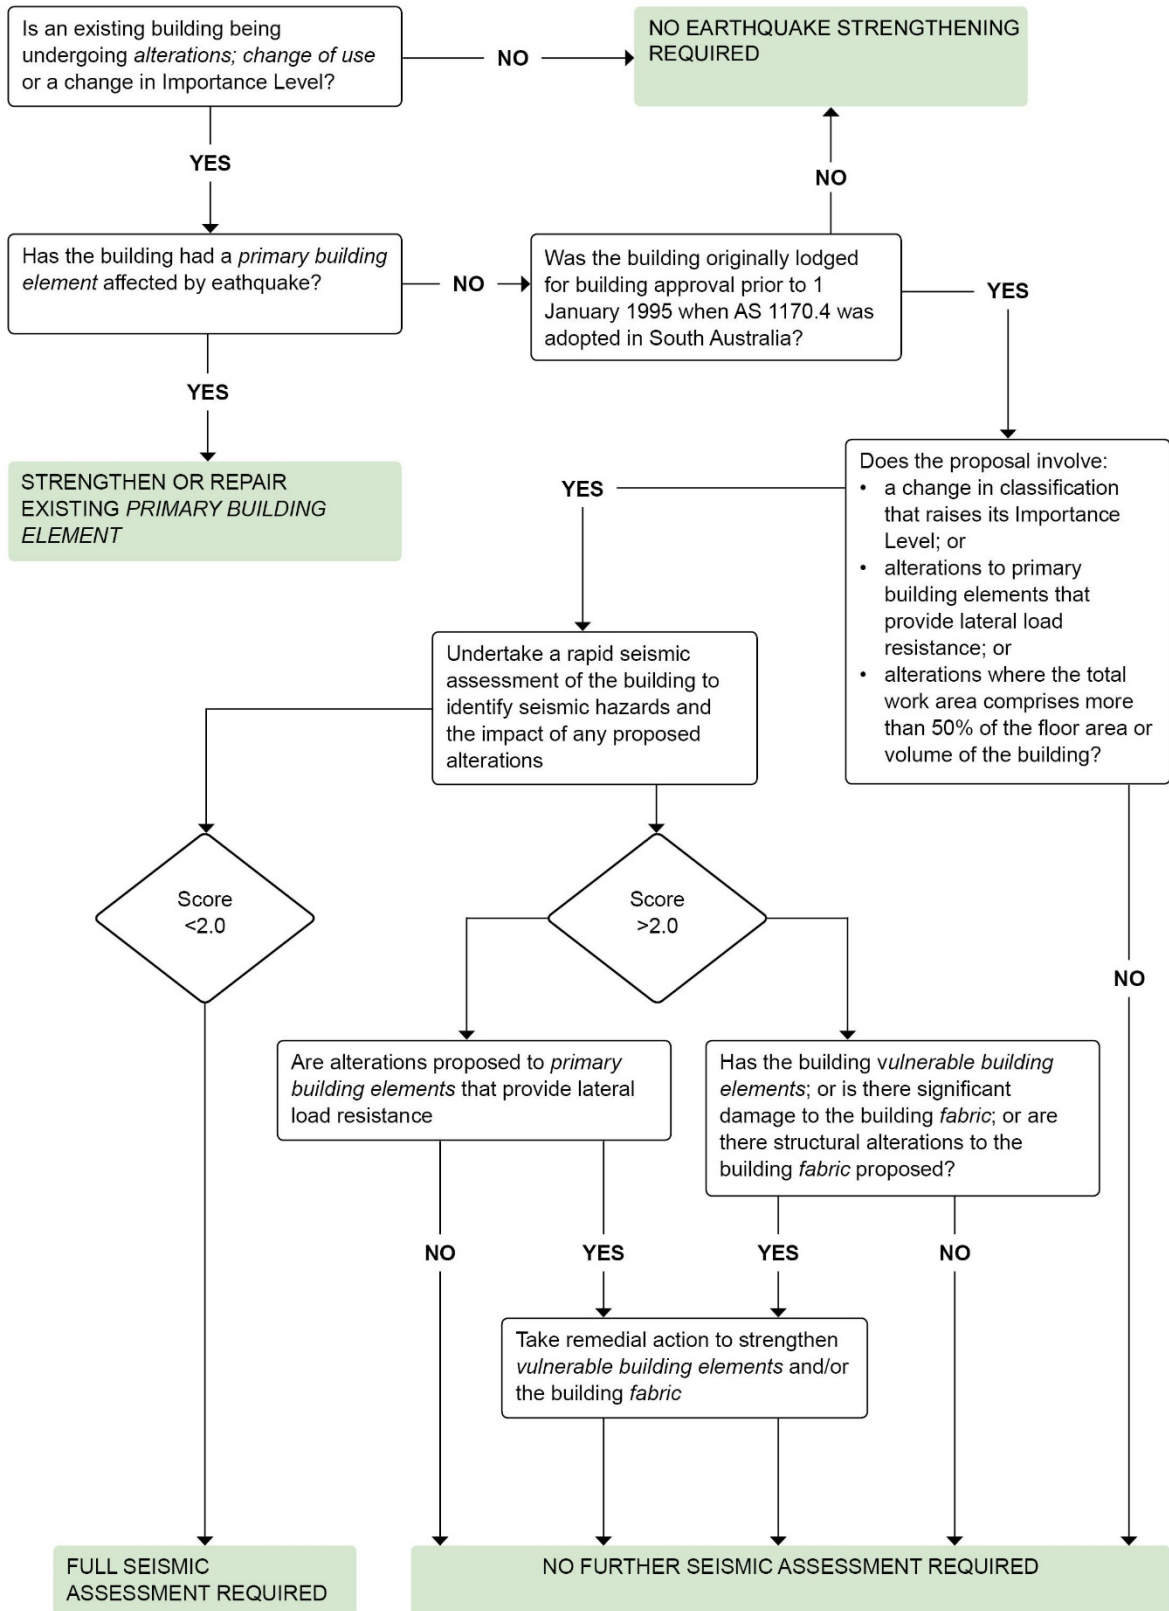 Is an existing building being
undergoing alterations; change of use
or a change in Importance Level?
NO
NO EARTHQUAKE STRENGTHENING
REQUIRED
YES
NO
Has the building had a primary building
element affected by eathquake?
NO
Was the building originally lodged
for building approval prior to 1
January 1995 when AS 1170.4 was
adopted in South Australia?
YES
YES
STRENGTHEN OR REPAIR
EXISTING PRIMARY BUILDING
ELEMENT
YES
Does the proposal involve:
• a change in classification
that raises its Importance
Level; or
• alterations to primary
building elements that
provide lateral load
resistance; or
• alterations where the total
work area comprises more
than 50% of the floor area or
volume of the building?
Undertake a rapid seismic
assessment of the building to
identify seismic hazards and
the impact of any proposed
alterations
Score
<2.0
Score
>2.0
NO
Are alterations proposed to primary
building elements that provide lateral
load resistance
Has the building vulnerable building
elements; or is there significant
damage to the building fabric; or are
there structural alterations to the
building fabric proposed?
NO
YES
YES
NO
Take remedial action to strengthen
vulnerable building elements and/or
the building fabric
FULL SEISMIC
ASSESSMENT REQUIRED
NO FURTHER SEISMIC ASSESSMENT REQUIRED